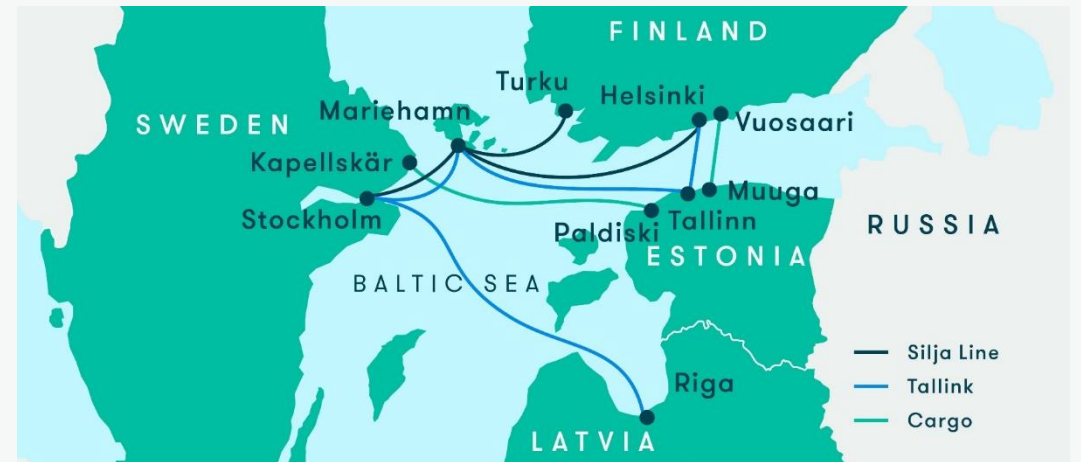 FINLAND
Turku
Helsinki
Mariehamn
Vuosaari
SWEDEN
Kapellskär
Muuga
Stockholm
Tallinn
Paldiski
RUSSIA
ESTONIA
BALTIC SEA
Silja Line
Riga
Tallink
Cargo
LATVIA